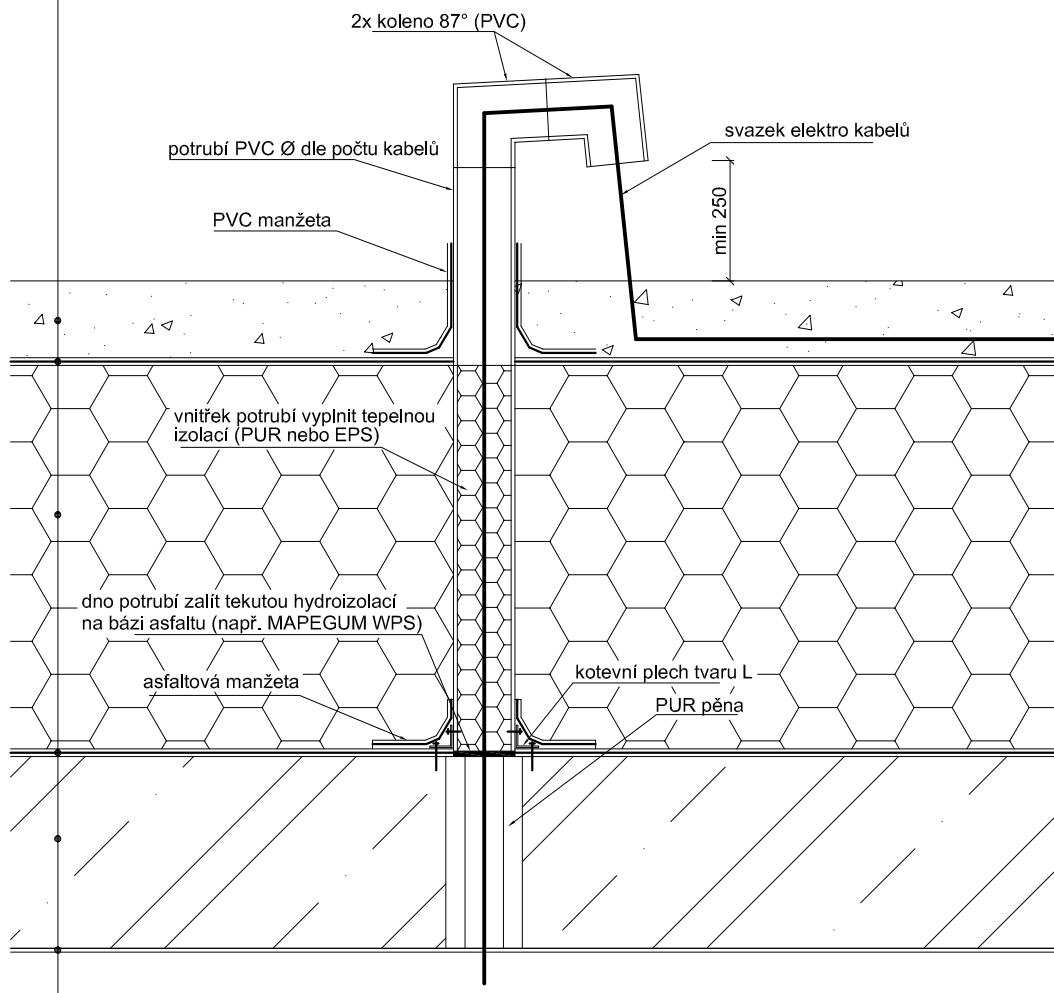 2x koleno 87° (PVC)
svazek elektro kabelů
potrubí PVC Ø dle počtu kabelů
min 250
PVC manžeta
vnitřek potrubí vyplnit tepelnou
izolací (PUR nebo EPS)
dno potrubí zalít tekutou hydroizolací
na bázi asfaltu (např. MAPEGUM WPS)
asfaltová manžeta
kotevní plech tvaru L
PUR pěna